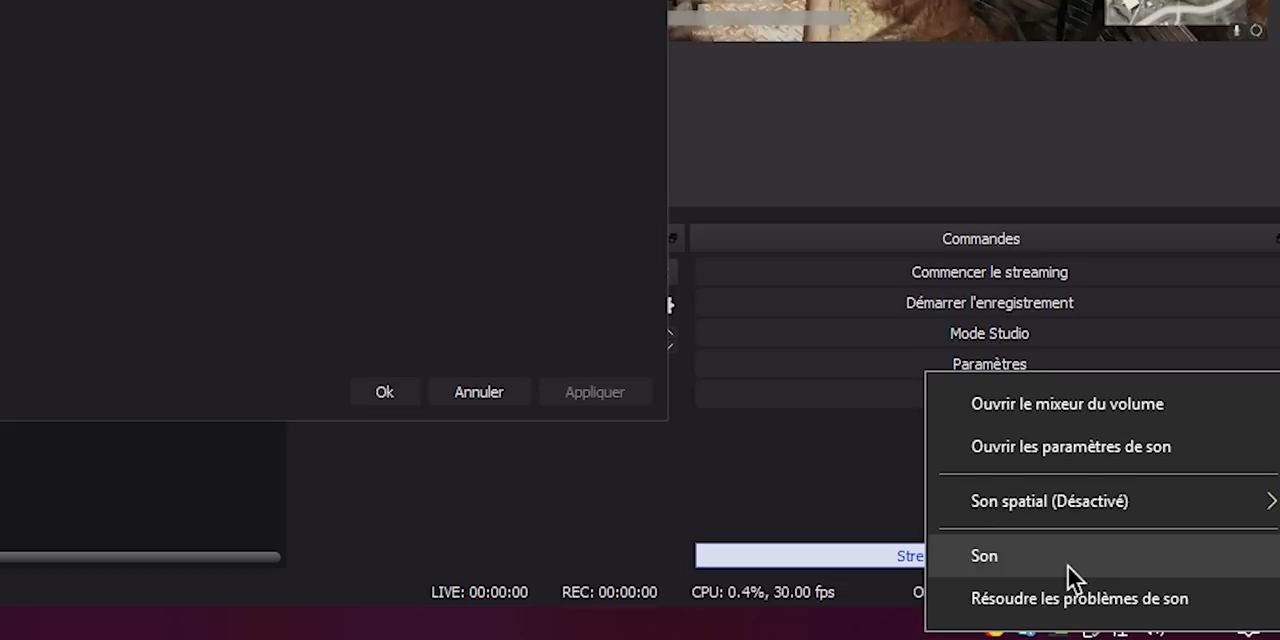 Commandes
Commencer le streaming
Démarrer l'enregistrement
Mode Studio
Paramètres
Ok
Annuler
Appliquer
Ouvrir le mixeur du volume
Ouvrir les paramètres de son
Son spatial (Désactivé)
Stre
Son
LIVE: 00:00:00
REC: 00:00:00
CPU: 0.4%, 30.00 fps
Résoudre les problèmes de son